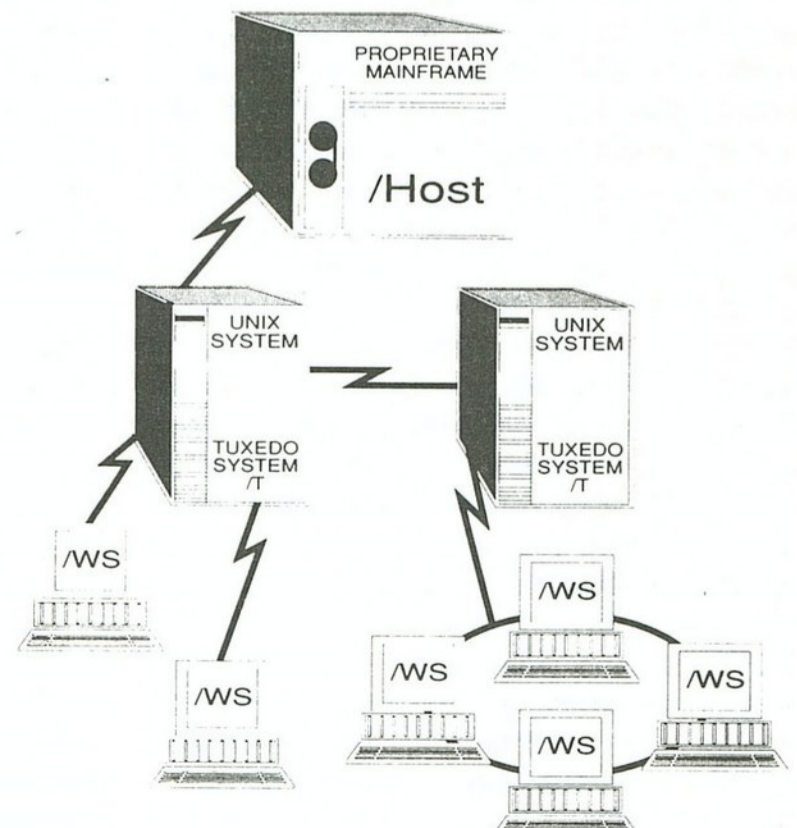 PROPRIETARY
MAINFRAME
/Host
UNIX
SYSTEM
TUXEDO
SYSTEM
/T
UNIX
SYSTEM
TUXEDO
SYSTEM
/T
/WS
/WS
/WS
/WS
/WS
/WS